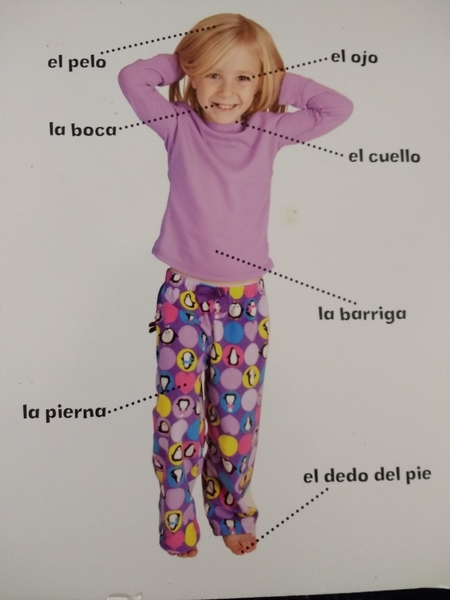 el pelo
el ojo
la boca
el cuello
la barriga
la pierna
el dedo del pie